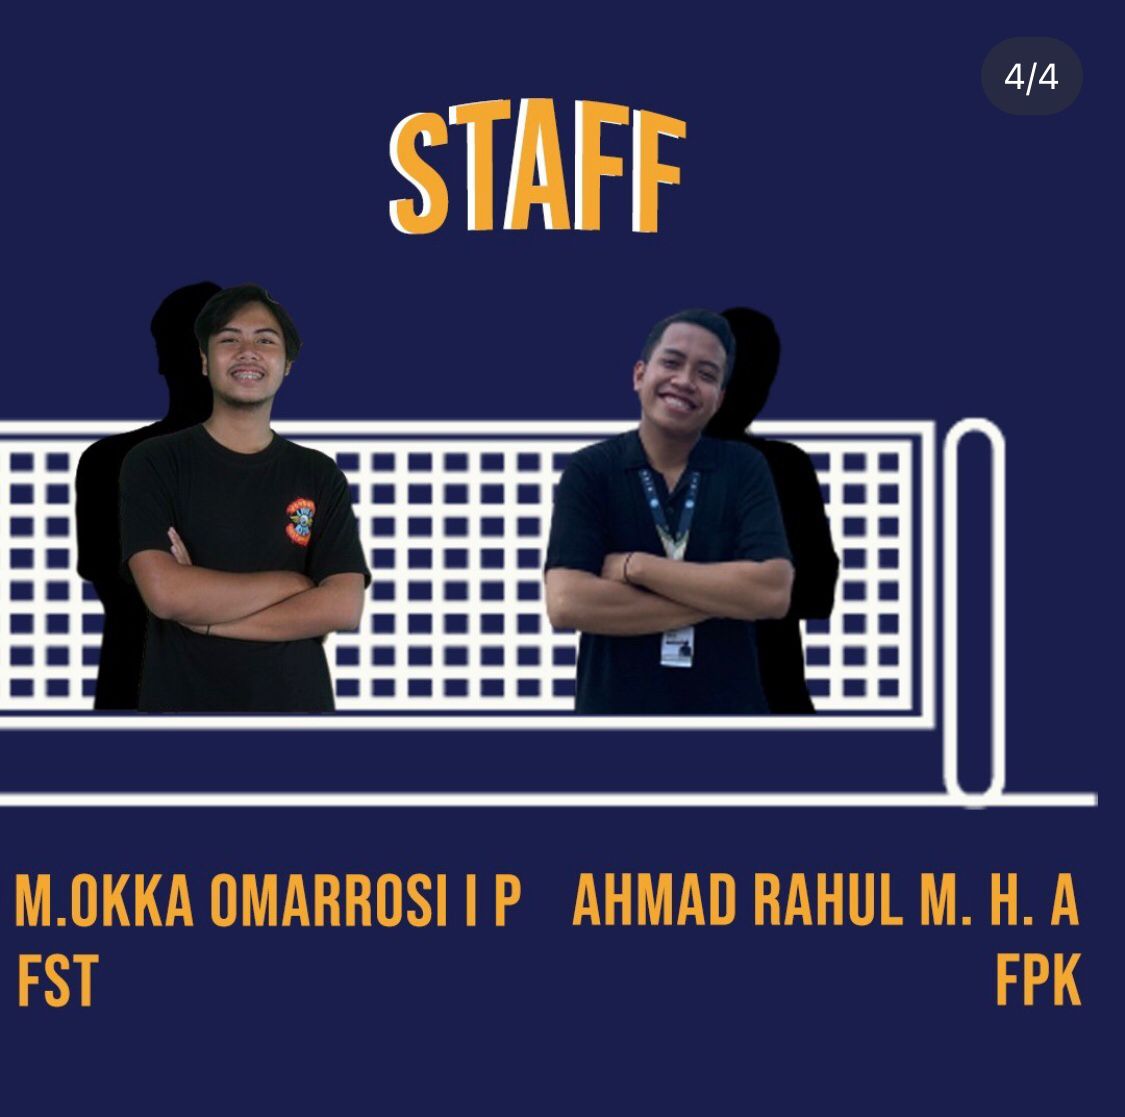 4/4
STAFF
M.OKKA OMARROSI I P
AHMAD RAHUL M. H. A
FST
FPK